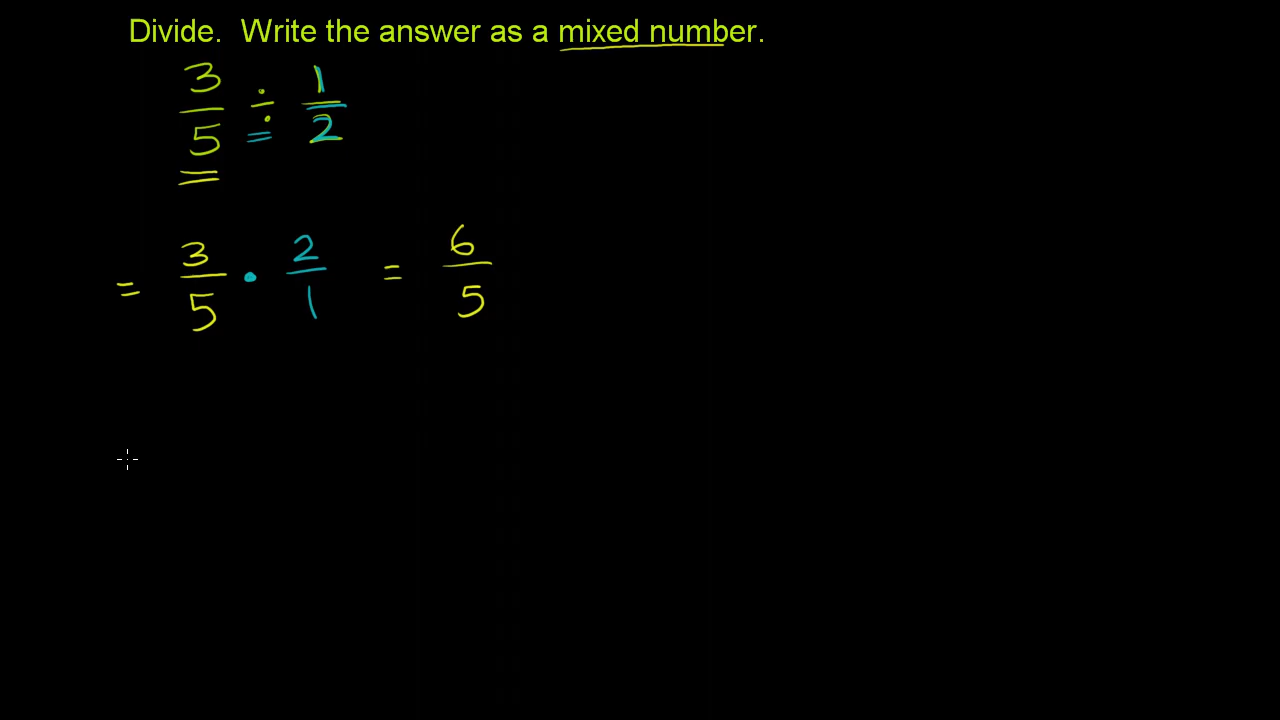 Divide. Write the answer as a mixed number.
3/5 ÷ 1/2
= 3/5 · 2/1 = 6/5